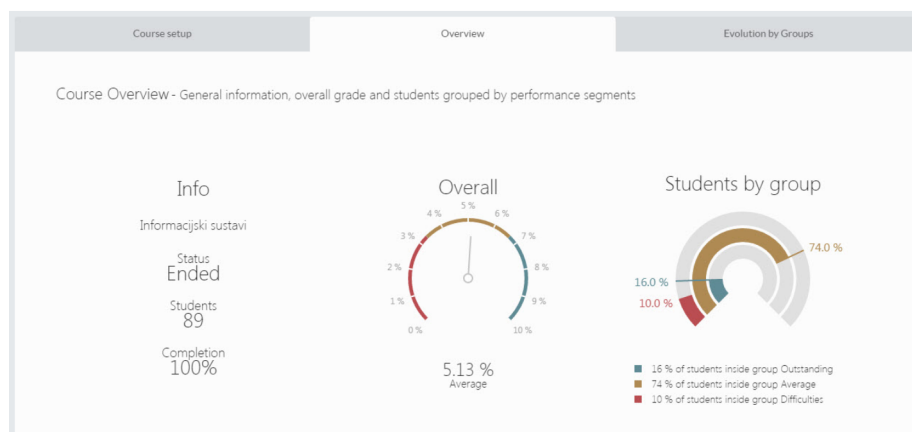 Course setup
Overview
Evolution by Groups
Course Overview - General information, overall grade and students grouped by performance segments
Info
Informacijski sustavi
Status
Ended
Students
89
Completion
100%
Overall
0 %
1 %
2 %
3 %
4 %
5 %
6 %
7 %
8 %
9 %
10 %
5.13 %
Average
Students by group
74.0 %
16.0 %
10.0 %
16 % of students inside group Outstanding
74 % of students inside group Average
10 % of students inside group Difficulties